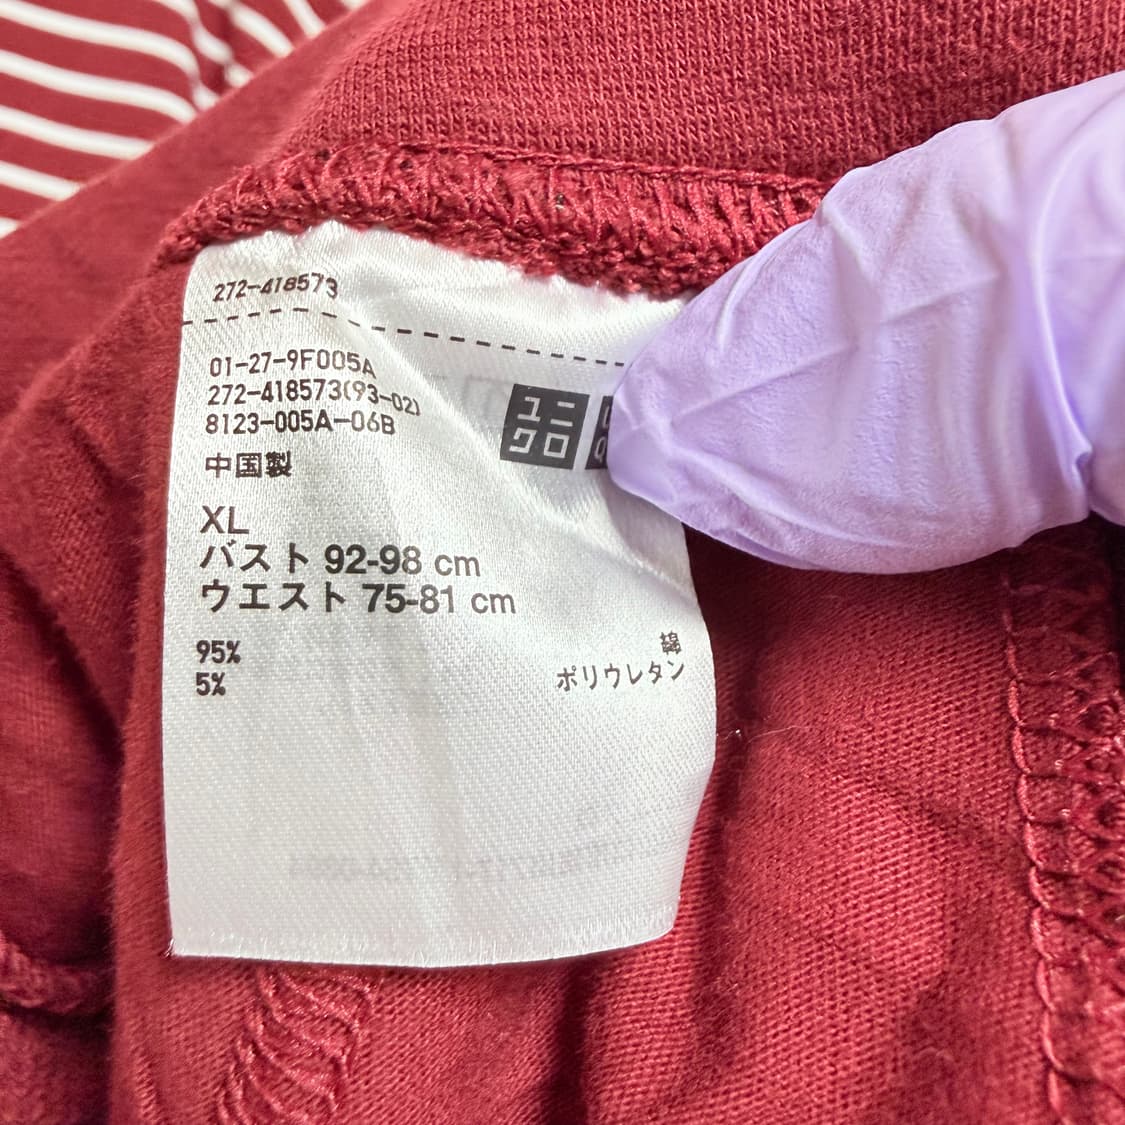 272-418573
01-27-9F005A
272-418573(93-02)
8123-005A-06B
中国製
ユニ
クロ
XL
バスト 92-98 cm
ウエスト 75-81 cm
95% 綿
5% ポリウレタン